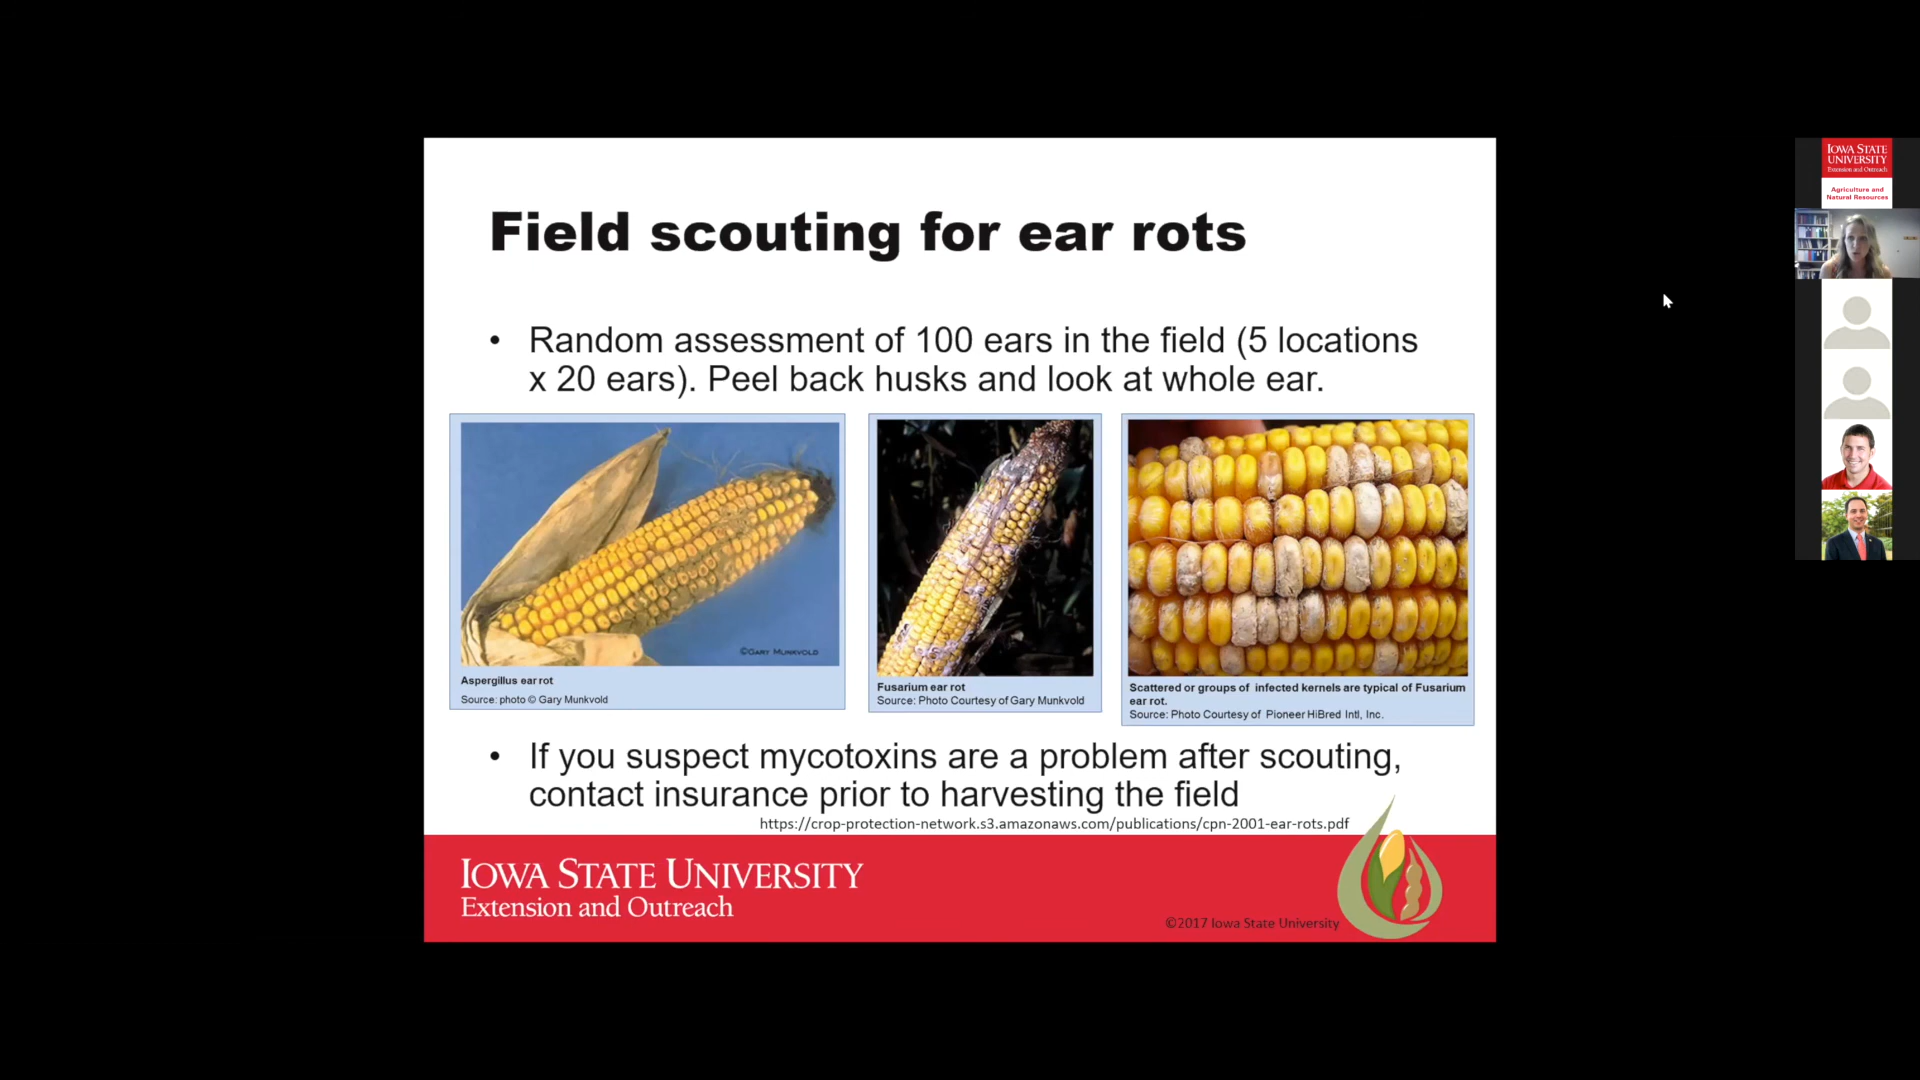 Field scouting for ear rots
• Random assessment of 100 ears in the field (5 locations
x 20 ears). Peel back husks and look at whole ear.
©GARY MUNKVOLD
Aspergillus ear rot
Source: photo © Gary Munkvold
Fusarium ear rot
Source: Photo Courtesy of Gary Munkvold
Scattered or groups of infected kernels are typical of Fusarium
ear rot.
Source: Photo Courtesy of Pioneer HiBred Intl, Inc.
• If you suspect mycotoxins are a problem after scouting,
contact insurance prior to harvesting the field
https://crop-protection-network.s3.amazonaws.com/publications/cpn-2001-ear-rots.pdf
IOWA STATE UNIVERSITY
Extension and Outreach
©2017 Iowa State University
IOWA STATE
UNIVERSITY
Extension and Outreach
Agriculture and
Natural Resources